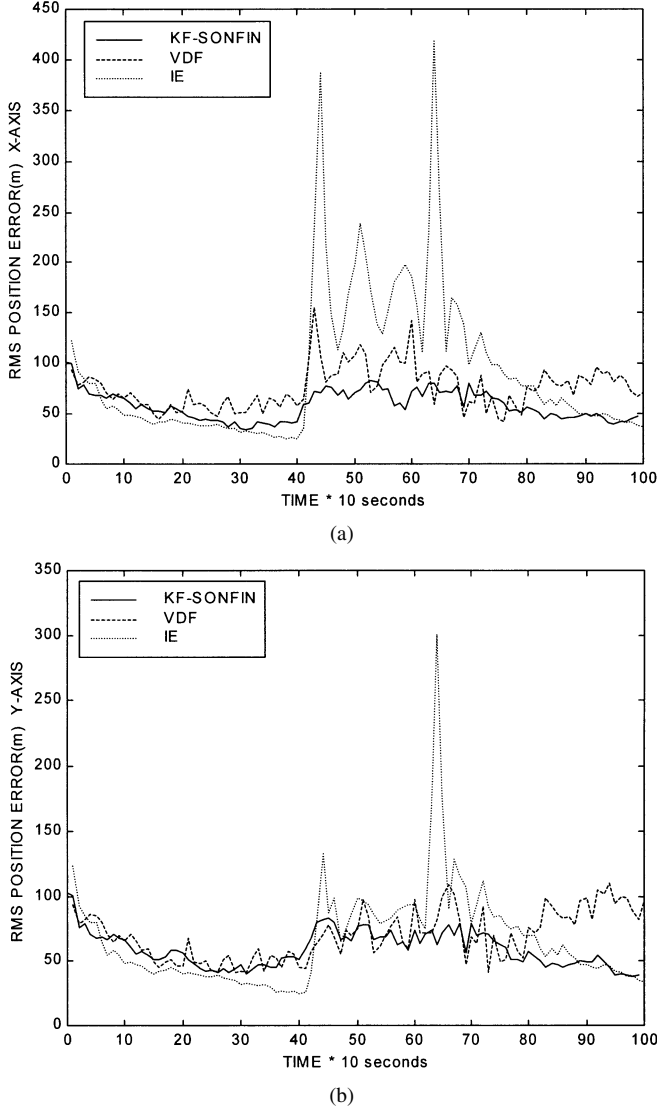 450
400
350
300
250
200
150
100
50
0
RMS POSITION ERROR(m) X-AXIS
KF-SONFIN
VDF
IE
0 10 20 30 40 50 60 70 80 90 100
TIME * 10 seconds
(a)
350
300
250
200
150
100
50
0
RMS POSITION ERROR(m) Y-AXIS
KF-SONFIN
VDF
IE
0 10 20 30 40 50 60 70 80 90 100
TIME * 10 seconds
(b)